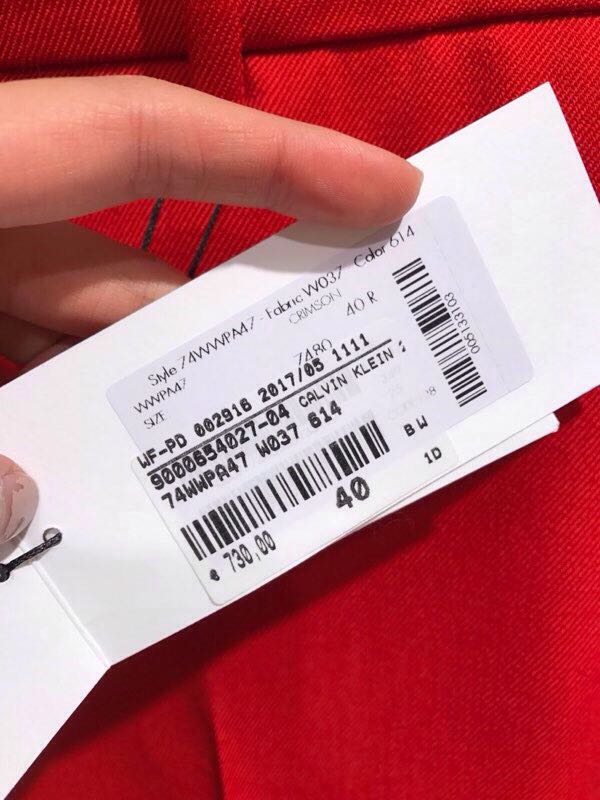 Style 74WWPA47 - Fabric W037 Color 614
WWPA47 CRIMSON
SIZE 40 R
005133103
WF-PD 002916 2017/05 1111
9000654027-04 CALVIN KLEIN
74WWPA47 W037 614
BW
40
1D
€ 730,00